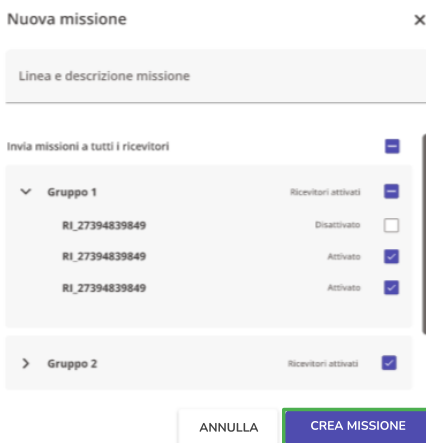 Nuova missione
Linea e descrizione missione
Invia missioni a tutti i ricevitori
Gruppo 1 Ricevitori attivati
RI_27394839849 Disattivato
RI_27394839849 Attivato
RI_27394839849 Attivato
Gruppo 2 Ricevitori attivati
ANNULLA CREA MISSIONE